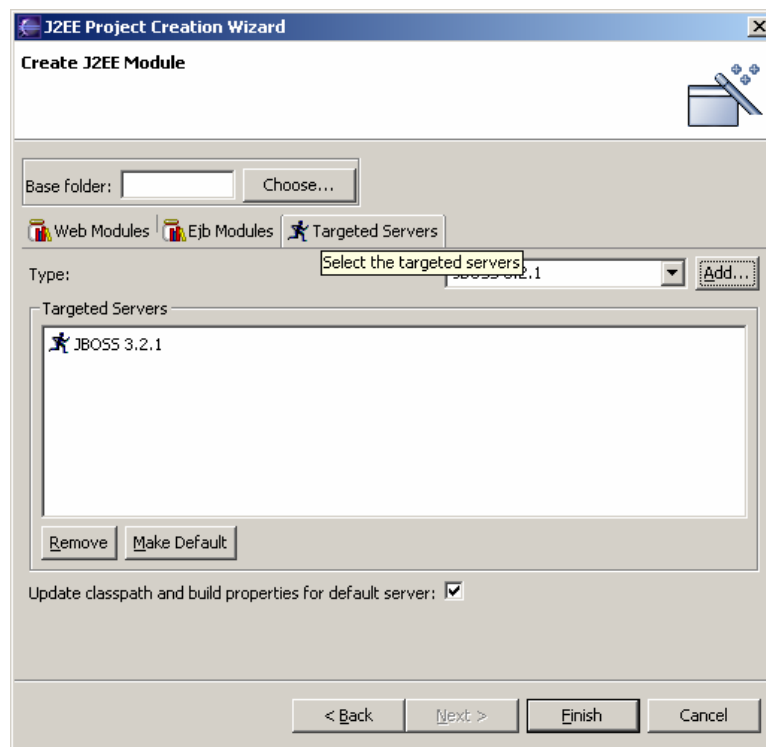 J2EE Project Creation Wizard
Create J2EE Module
Base folder: Choose...
Web Modules Ejb Modules Targeted Servers
Select the targeted servers
Type: .2.1 Add...
Targeted Servers
JBOSS 3.2.1
Remove Make Default
Update classpath and build properties for default server:
< Back Next > Finish Cancel